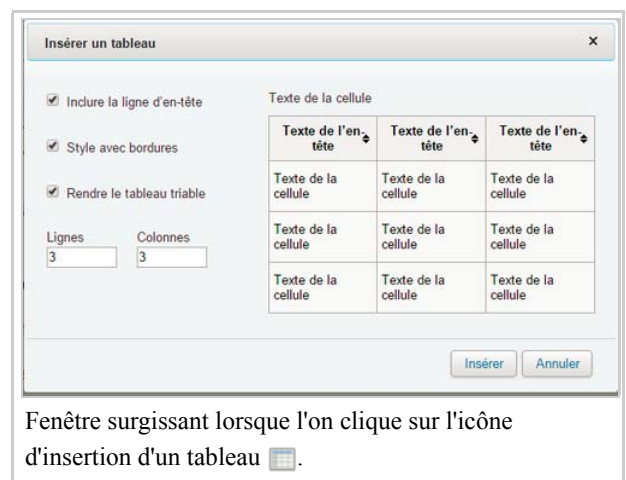 Insérer un tableau ×
Inclure la ligne d'en-tête
Style avec bordures
Rendre le tableau triable
Lignes Colonnes
3 3
Texte de la cellule
Texte de l'en- Texte de l'en- Texte de l'en-
tête tête tête
Texte de la Texte de la Texte de la
cellule cellule cellule
Texte de la Texte de la Texte de la
cellule cellule cellule
Texte de la Texte de la Texte de la
cellule cellule cellule
Insérer Annuler
Fenêtre surgissant lorsque l'on clique sur l'icône
d'insertion d'un tableau .